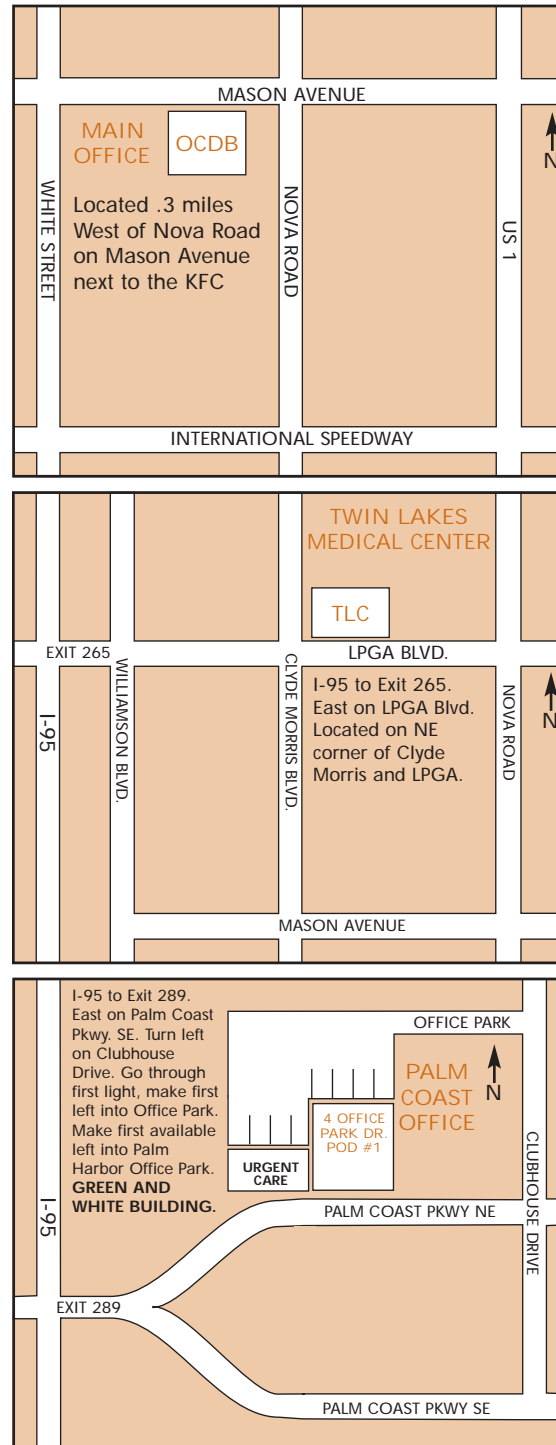 MASON AVENUE
MAIN
OFFICE
OCDB
N
Located .3 miles
West of Nova Road
on Mason Avenue
next to the KFC
WHITE STREET
NOVA ROAD
US 1
INTERNATIONAL SPEEDWAY
TWIN LAKES
MEDICAL CENTER
TLC
EXIT 265
LPGA BLVD.
I-95
WILLIAMSON BLVD.
CLYDE MORRIS BLVD.
I-95 to Exit 265.
East on LPGA Blvd.
Located on NE
corner of Clyde
Morris and LPGA.
NOVA ROAD
N
MASON AVENUE
I-95 to Exit 289.
East on Palm Coast
Pkwy. SE. Turn left
on Clubhouse
Drive. Go through
first light, make first
left into Office Park.
Make first available
left into Palm
Harbor Office Park.
GREEN AND
WHITE BUILDING.
OFFICE PARK
PALM
COAST
OFFICE
N
4 OFFICE
PARK DR.
POD #1
URGENT
CARE
I-95
PALM COAST PKWY NE
CLUBHOUSE DRIVE
EXIT 289
PALM COAST PKWY SE